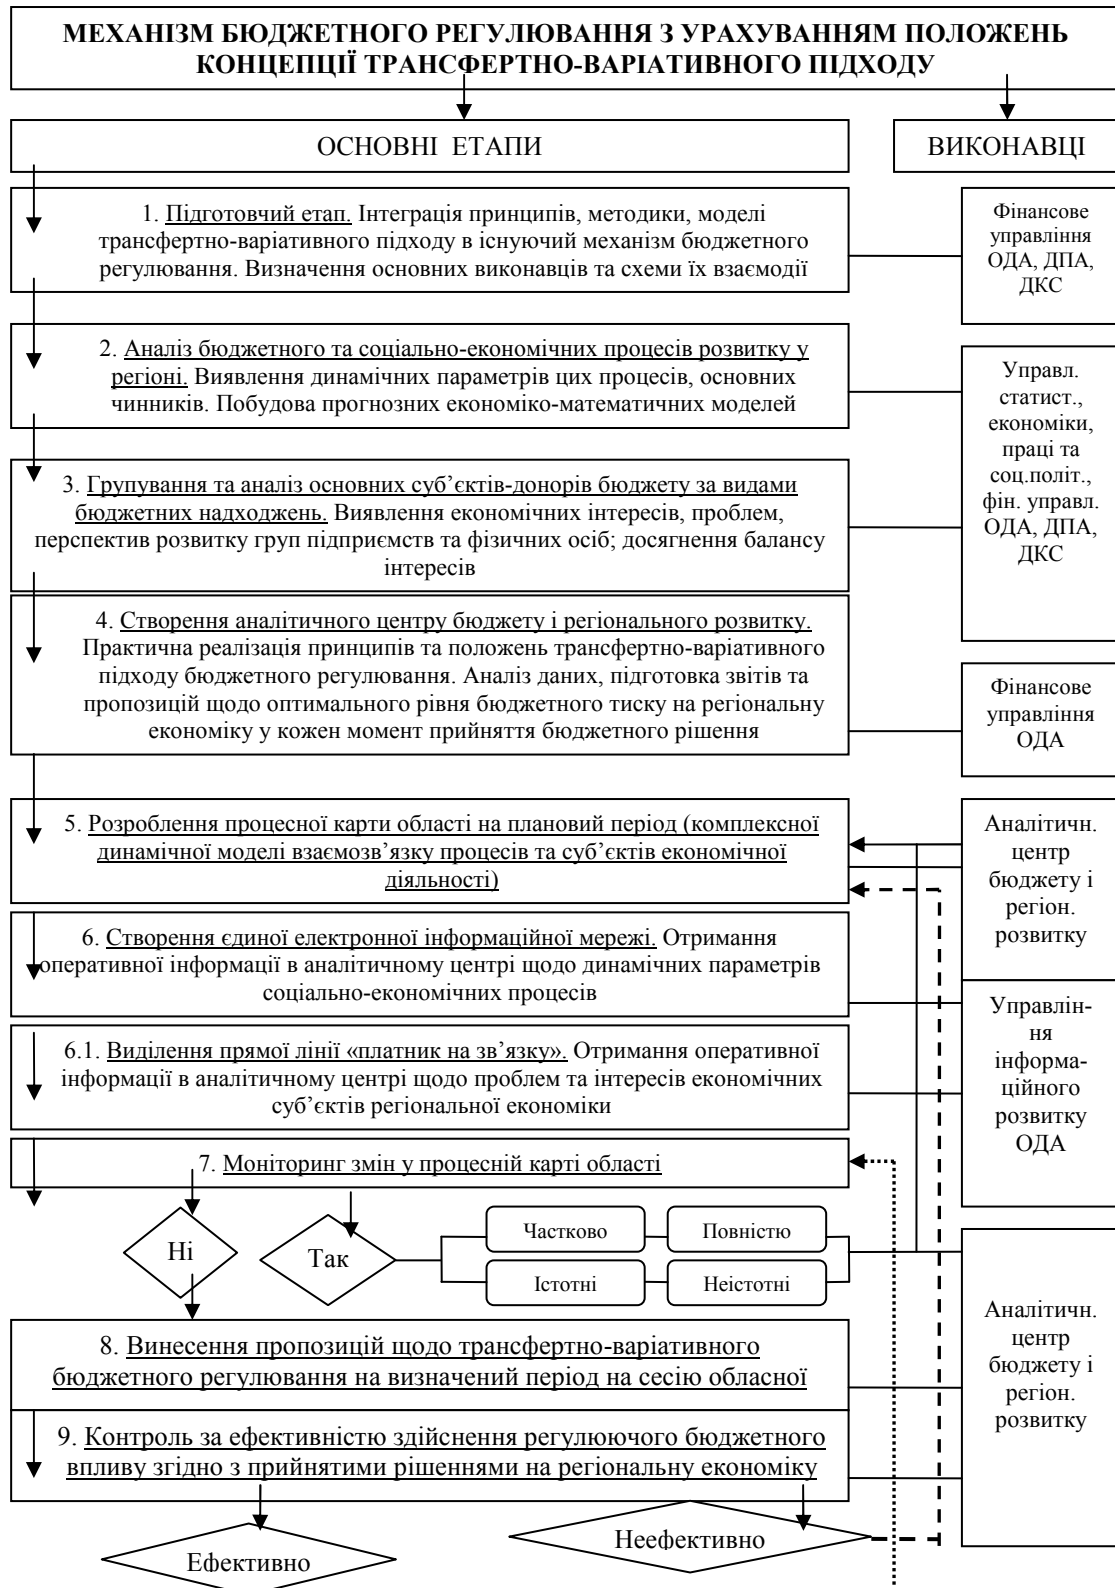 МЕХАНІЗМ БЮДЖЕТНОГО РЕГУЛЮВАННЯ З УРАХУВАННЯМ ПОЛОЖЕНЬ
КОНЦЕПЦІЇ ТРАНСФЕРТНО-ВАРІАТИВНОГО ПІДХОДУ
ОСНОВНІ ЕТАПИ
ВИКОНАВЦІ
1. Підготовчий етап. Інтеграція принципів, методики, моделі
трансфертно-варіативного підходу в існуючий механізм бюджетного
регулювання. Визначення основних виконавців та схеми їх взаємодії
Фінансове
управління
ОДА, ДПА,
ДКС
2. Аналіз бюджетного та соціально-економічних процесів розвитку у
регіоні. Виявлення динамічних параметрів цих процесів, основних
чинників. Побудова прогнозних економіко-математичних моделей
Управл.
статист.,
економіки,
праці та
соц.політ.,
фін. управл.
ОДА, ДПА,
ДКС
3. Групування та аналіз основних суб’єктів-донорів бюджету за видами
бюджетних надходжень. Виявлення економічних інтересів, проблем,
перспектив розвитку груп підприємств та фізичних осіб; досягнення балансу
інтересів
4. Створення аналітичного центру бюджету і регіонального розвитку.
Практична реалізація принципів та положень трансфертно-варіативного
підходу бюджетного регулювання. Аналіз даних, підготовка звітів та
пропозицій щодо оптимального рівня бюджетного тиску на регіональну
економіку у кожен момент прийняття бюджетного рішення
Фінансове
управління
ОДА
5. Розроблення процесної карти області на плановий період (комплексної
динамічної моделі взаємозв’язку процесів та суб’єктів економічної
діяльності)
Аналітичн.
центр
бюджету і
регіон.
розвитку
6. Створення єдиної електронної інформаційної мережі. Отримання
оперативної інформації в аналітичному центрі щодо динамічних параметрів
соціально-економічних процесів
Управлін-
ня
інформа-
ційного
розвитку
ОДА
6.1. Виділення прямої лінії «платник на зв’язку». Отримання оперативної
інформації в аналітичному центрі щодо проблем та інтересів економічних
суб’єктів регіональної економіки
7. Моніторинг змін у процесній карті області
Ні
Так
Частково
Повністю
Істотні
Неістотні
Аналітичн.
центр
бюджету і
регіон.
розвитку
8. Винесення пропозицій щодо трансфертно-варіативного
бюджетного регулювання на визначений період на сесію обласної
9. Контроль за ефективністю здійснення регулюючого бюджетного
впливу згідно з прийнятими рішеннями на регіональну економіку
Ефективно
Неефективно